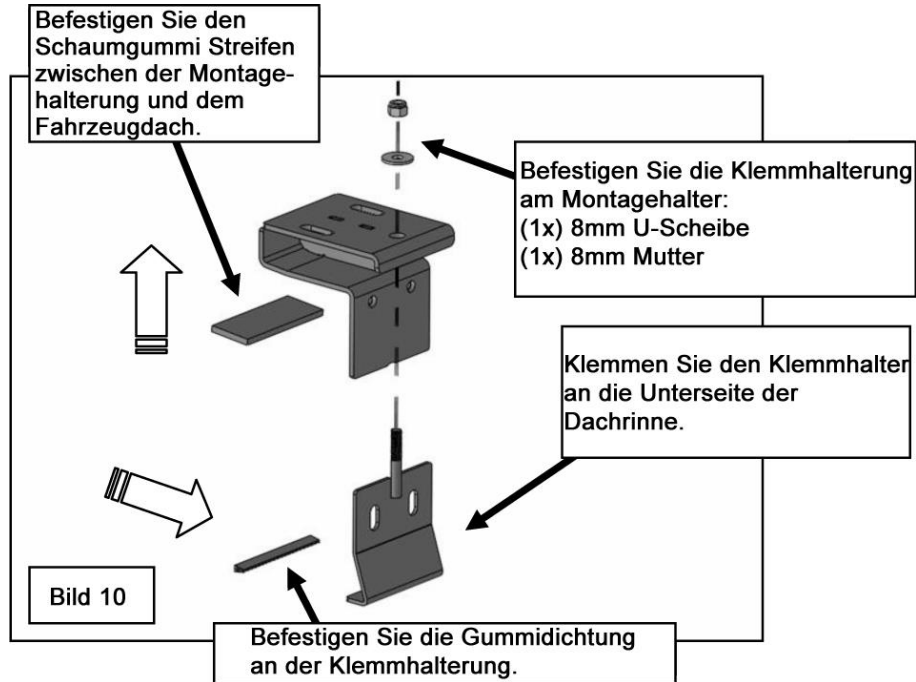 Befestigen Sie den
Schaumgummi Streifen
zwischen der Montage-
halterung und dem
Fahrzeugdach.
Befestigen Sie die Klemmhalterung
am Montagehalter:
(1x) 8mm U-Scheibe
(1x) 8mm Mutter
Klemmen Sie den Klemmhalter
an die Unterseite der
Dachrinne.
Bild 10
Befestigen Sie die Gummidichtung
an der Klemmhalterung.